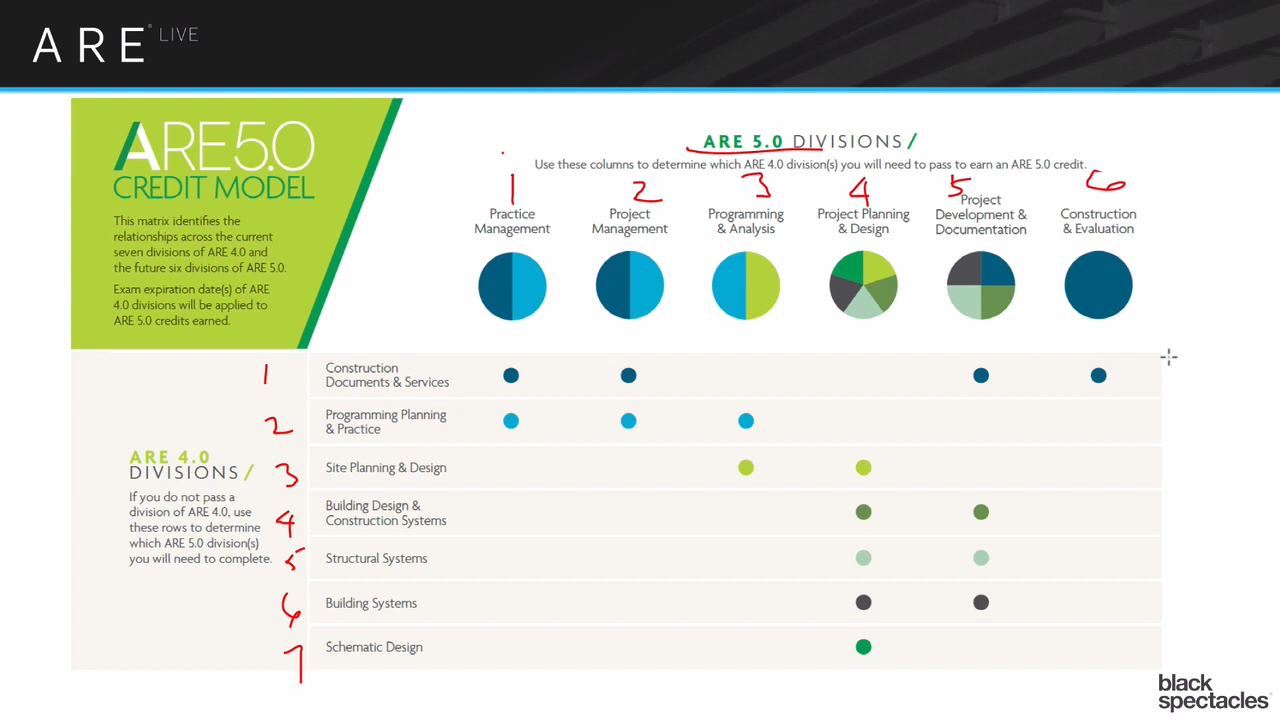 ARE® LIVE
ARE 5.0
CREDIT MODEL
This matrix identifies the
relationships across the current
seven divisions of ARE 4.0 and
the future six divisions of ARE 5.0.
Exam expiration date(s) of ARE
4.0 divisions will be applied to
ARE 5.0 credits earned.
ARE 5.0 DIVISIONS/
Use these columns to determine which ARE 4.0 division(s) you will need to pass to earn an ARE 5.0 credit.
1 2 3 4 5 6
Practice
Management
Project
Management
Programming
& Analysis
Project Planning
& Design
Project
Development &
Documentation
Construction
& Evaluation
ARE 4.0
DIVISIONS/
If you do not pass a
division of ARE 4.0, use
these rows to determine
which ARE 5.0 division(s)
you will need to complete.
1 Construction
Documents & Services
2 Programming Planning
& Practice
3 Site Planning & Design
4 Building Design &
Construction Systems
5 Structural Systems
6 Building Systems
7 Schematic Design
black
spectacles